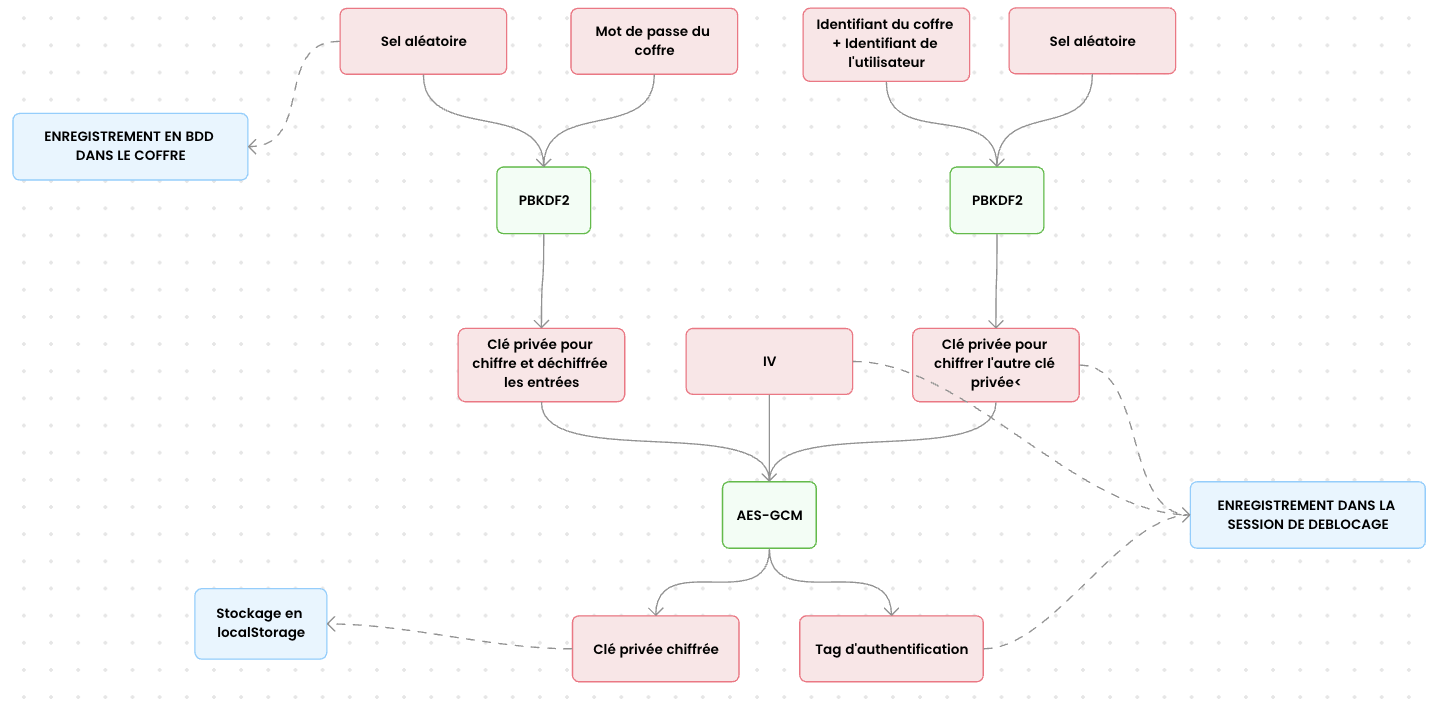 Sel aléatoire
Mot de passe du
coffre
Identifiant du coffre
+ Identifiant de
l'utilisateur
Sel aléatoire
ENREGISTREMENT EN BDD
DANS LE COFFRE
PBKDF2
PBKDF2
Clé privée pour
chiffre et déchiffrée
les entrées
IV
Clé privée pour
chiffrer l'autre clé
privée<
AES-GCM
ENREGISTREMENT DANS LA
SESSION DE DEBLOCAGE
Stockage en
localStorage
Clé privée chiffrée
Tag d'authentification